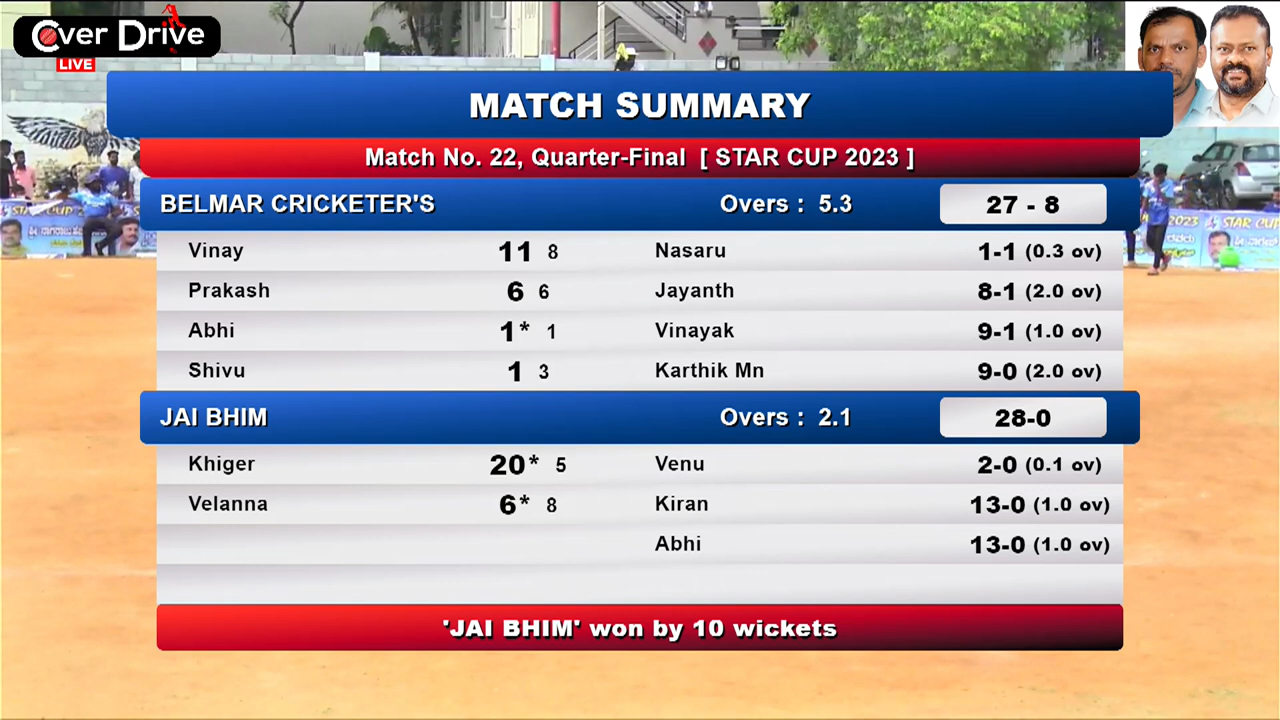 Cover Drive
LIVE
MATCH SUMMARY
Match No. 22, Quarter-Final [ STAR CUP 2023 ]
BELMAR CRICKETER'S Overs : 5.3 27 - 8
Vinay 11 8 Nasaru 1-1 (0.3 ov)
Prakash 6 6 Jayanth 8-1 (2.0 ov)
Abhi 1* 1 Vinayak 9-1 (1.0 ov)
Shivu 1 3 Karthik Mn 9-0 (2.0 ov)
JAI BHIM Overs : 2.1 28-0
Khiger 20* 5 Venu 2-0 (0.1 ov)
Velanna 6* 8 Kiran 13-0 (1.0 ov)
Abhi 13-0 (1.0 ov)
'JAI BHIM' won by 10 wickets
STAR CUP 2
2023 STAR CUP